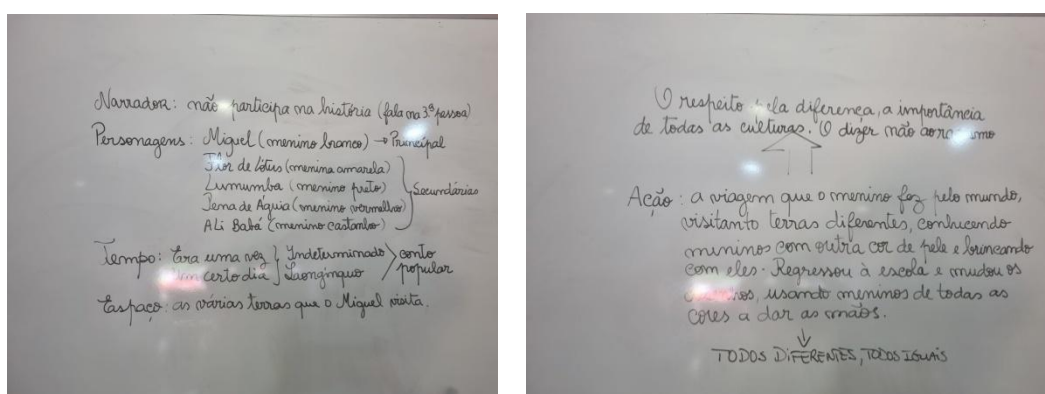 Narrador: não participa na história (fala na 3ª pessoa)
Personagens: Miguel (menino branco) → Principal
Flor de Lótus (menina amarela)
Lumumba (menino preto)
Pena de Águia (menino vermelho)
Ali Babá (menino castanho)
Secundárias
Tempo: Era uma vez
Um certo dia
Indeterminado
Longínquo
conto
popular
Espaço: as várias terras que o Miguel visita.
O respeito pela diferença, a importância
de todas as culturas. O dizer não ao
Ação: a viagem que o menino fez pelo mundo,
visitanto terras diferentes, conhecendo
meninos com outra cor de pele e brincando
com eles. Regressou à escola e mudou os
usando meninos de todas as
cores a dar as mãos.
TODOS DIFERENTES, TODOS IGUAIS